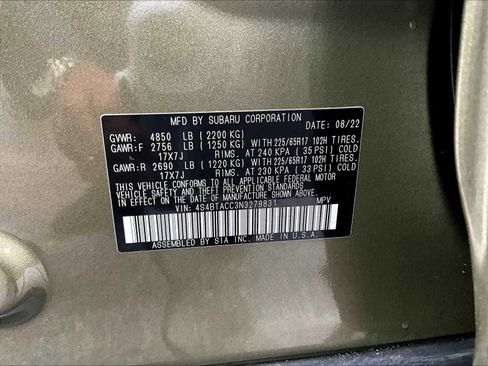 MFD BY SUBARU CORPORATION DATE: 08/22
GVWR: 4850 LB (2200 KG)
GAWR:F 2756 LB (1250 KG) WITH 225/65R17 102H TIRES.
17X7J RIMS. AT 240 KPA ( 35 PSI) COLD
GAWR:R 2690 LB (1220 KG) WITH 225/65R17 102H TIRES.
17X7J RIMS. AT 230 KPA ( 33 PSI) COLD
THIS VEHICLE CONFORMS TO ALL APPLICABLE FEDERAL MOTOR
VEHICLE SAFETY AND THEFT PREVENTION STANDARDS
IN EFFECT ON THE DATE OF MANUFACTURE SHOWN ABOVE.
VIN: 4S4BTACC3N3279831 MPV
ASSEMBLED BY SIA INC. MADE IN U.S.A.